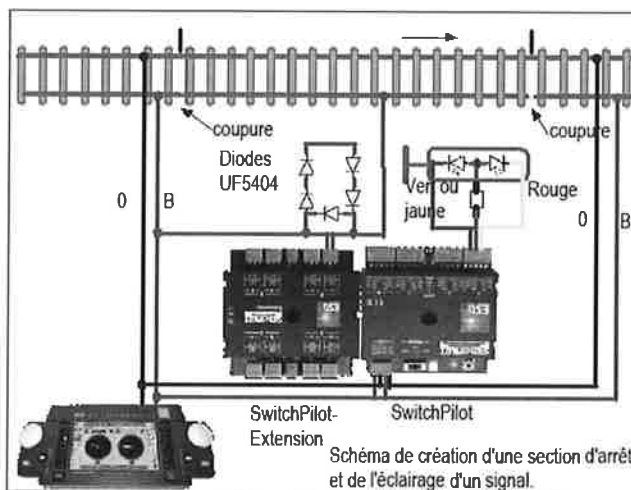 coupure
coupure
Diodes
UF5404
Vert ou
jaune
Rouge
0
B
0
B
SwitchPilot-
Extension
SwitchPilot
Schéma de création d'une section d'arrêt
et de l'éclairage d'un signal.